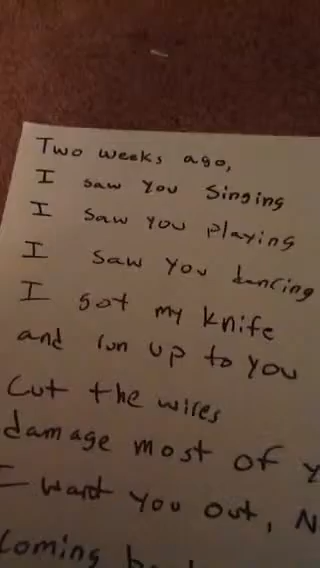 Two weeks ago,
I saw you singing
I saw you playing
I saw you dancing
I got my knife
and run up to you
Cut the wires
damage most of
I want you out,
Coming